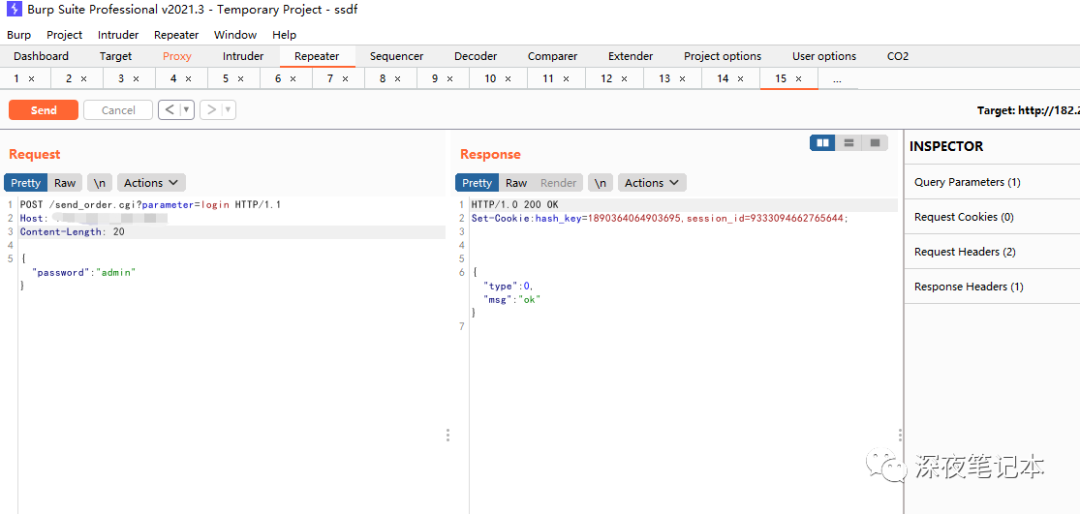 Burp Suite Professional v2021.3 - Temporary Project - ssdf
Burp Project Intruder Repeater Window Help
Dashboard Target Proxy Intruder Repeater Sequencer Decoder Comparer Extender Project options User options CO2
1 × 2 × 3 × 4 × 5 × 6 × 7 × 8 × 9 × 10 × 11 × 12 × 13 × 14 × 15 × ...
Send Cancel < ▼ > ▼ Target: http://182.2
Request
Pretty Raw \n Actions
1 POST /send_order.cgi?parameter=login HTTP/1.1
2 Host:
3 Content-Length: 20
4
5 {
"password":"admin"
}
Response
Pretty Raw Render \n Actions
1 HTTP/1.0 200 OK
2 Set-Cookie:hash_key=1890364064903695,session_id=9333094662765644;
3
4
5
6 {
"type":0,
"msg":"ok"
}
7
INSPECTOR
Query Parameters (1)
Request Cookies (0)
Request Headers (2)
Response Headers (1)
深夜笔记本